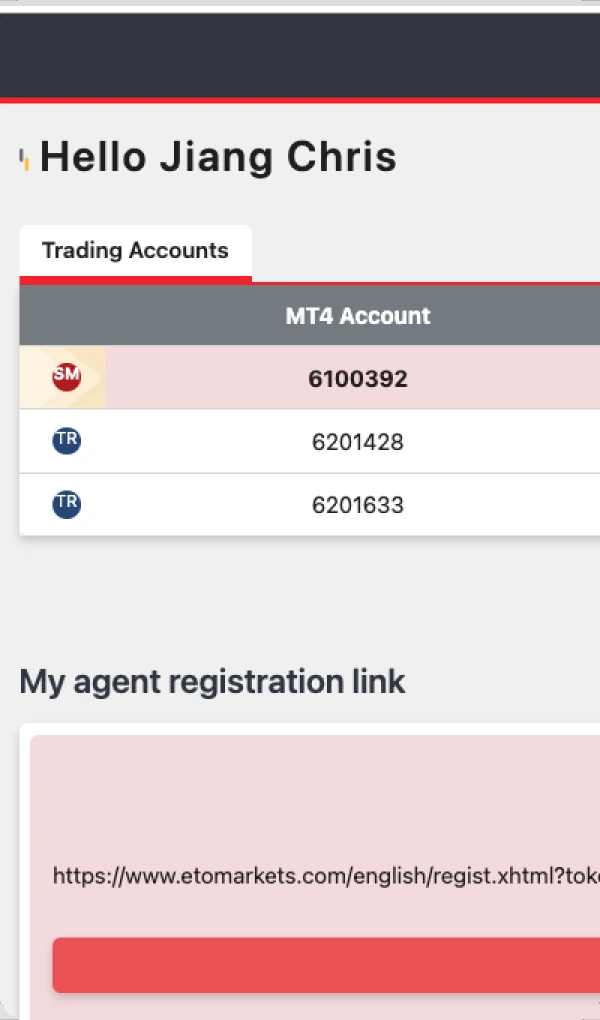 Hello Jiang Chris
Trading Accounts
MT4 Account
SM 6100392
TR 6201428
TR 6201633
My agent registration link
https://www.etomarkets.com/english/regist.xhtml?toke